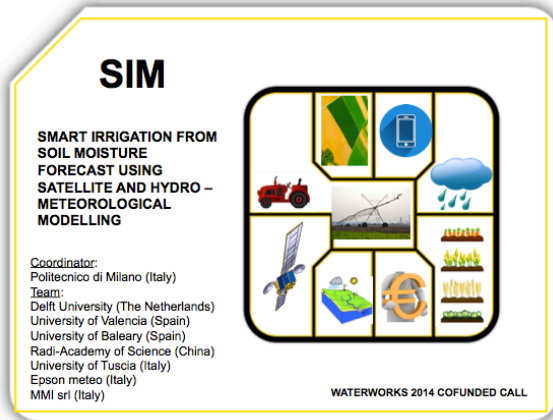 SIM
SMART IRRIGATION FROM
SOIL MOISTURE
FORECAST USING
SATELLITE AND HYDRO –
METEOROLOGICAL
MODELLING
Coordinator:
Politecnico di Milano (Italy)
Team:
Delft University (The Netherlands)
University of Valencia (Spain)
University of Baleary (Spain)
Radi-Academy of Science (China)
University of Tuscia (Italy)
Epson meteo (Italy)
MMI srl (Italy)
WATERWORKS 2014 COFUNDED CALL